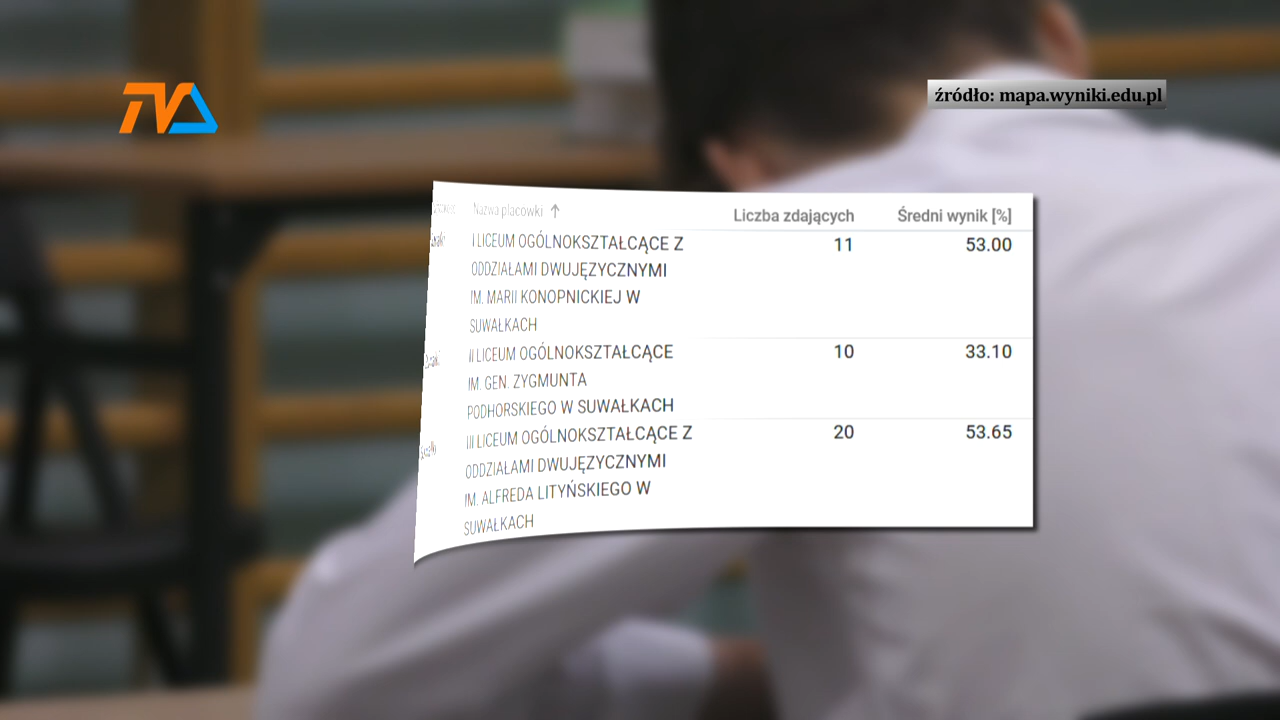 TVS
źródło: mapa.wyniki.edu.pl
Nazwa placówki ↑ Liczba zdających Średni wynik [%]
I LICEUM OGÓLNOKSZTAŁCĄCE Z 11 53.00
ODDZIAŁAMI DWUJĘZYCZNYMI
IM. MARII KONOPNICKIEJ W
SUWAŁKACH
II LICEUM OGÓLNOKSZTAŁCĄCE 10 33.10
IM. GEN. ZYGMUNTA
PODHORSKIEGO W SUWAŁKACH
III LICEUM OGÓLNOKSZTAŁCĄCE Z 20 53.65
ODDZIAŁAMI DWUJĘZYCZNYMI
IM. ALFREDA LITYŃSKIEGO W
SUWAŁKACH